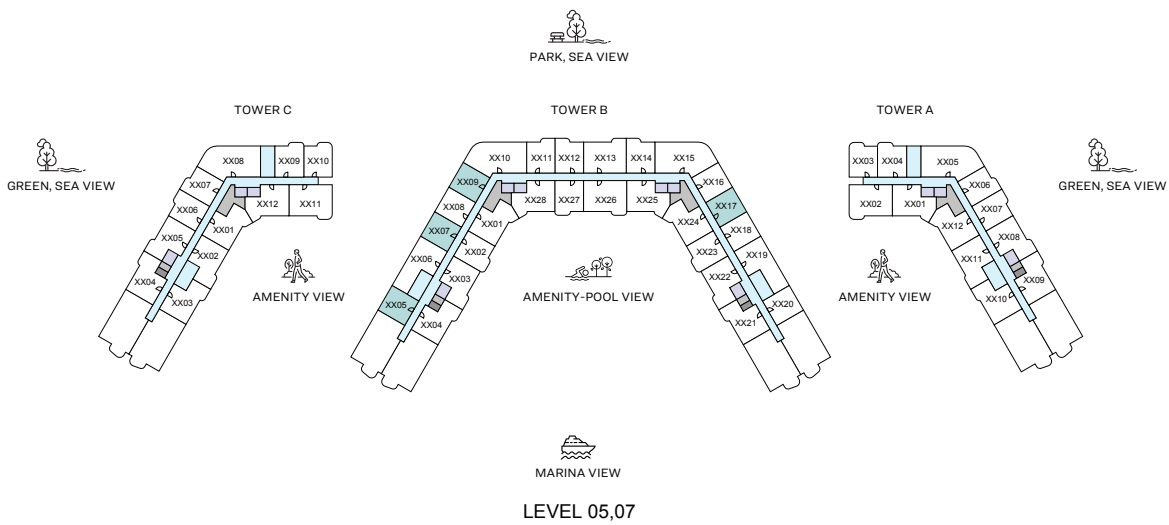 PARK, SEA VIEW
TOWER C
TOWER B
TOWER A
GREEN, SEA VIEW
GREEN, SEA VIEW
XX08
XX09
XX10
XX07
XX06
XX05
XX04
XX12
XX11
XX01
XX02
XX03
XX10
XX11
XX12
XX13
XX14
XX15
XX09
XX08
XX07
XX06
XX05
XX28
XX27
XX26
XX25
XX01
XX02
XX03
XX04
XX16
XX17
XX18
XX19
XX20
XX24
XX23
XX22
XX21
XX03
XX04
XX05
XX06
XX07
XX08
XX09
XX02
XX01
XX12
XX11
XX10
AMENITY VIEW
AMENITY-POOL VIEW
AMENITY VIEW
MARINA VIEW
LEVEL 05,07